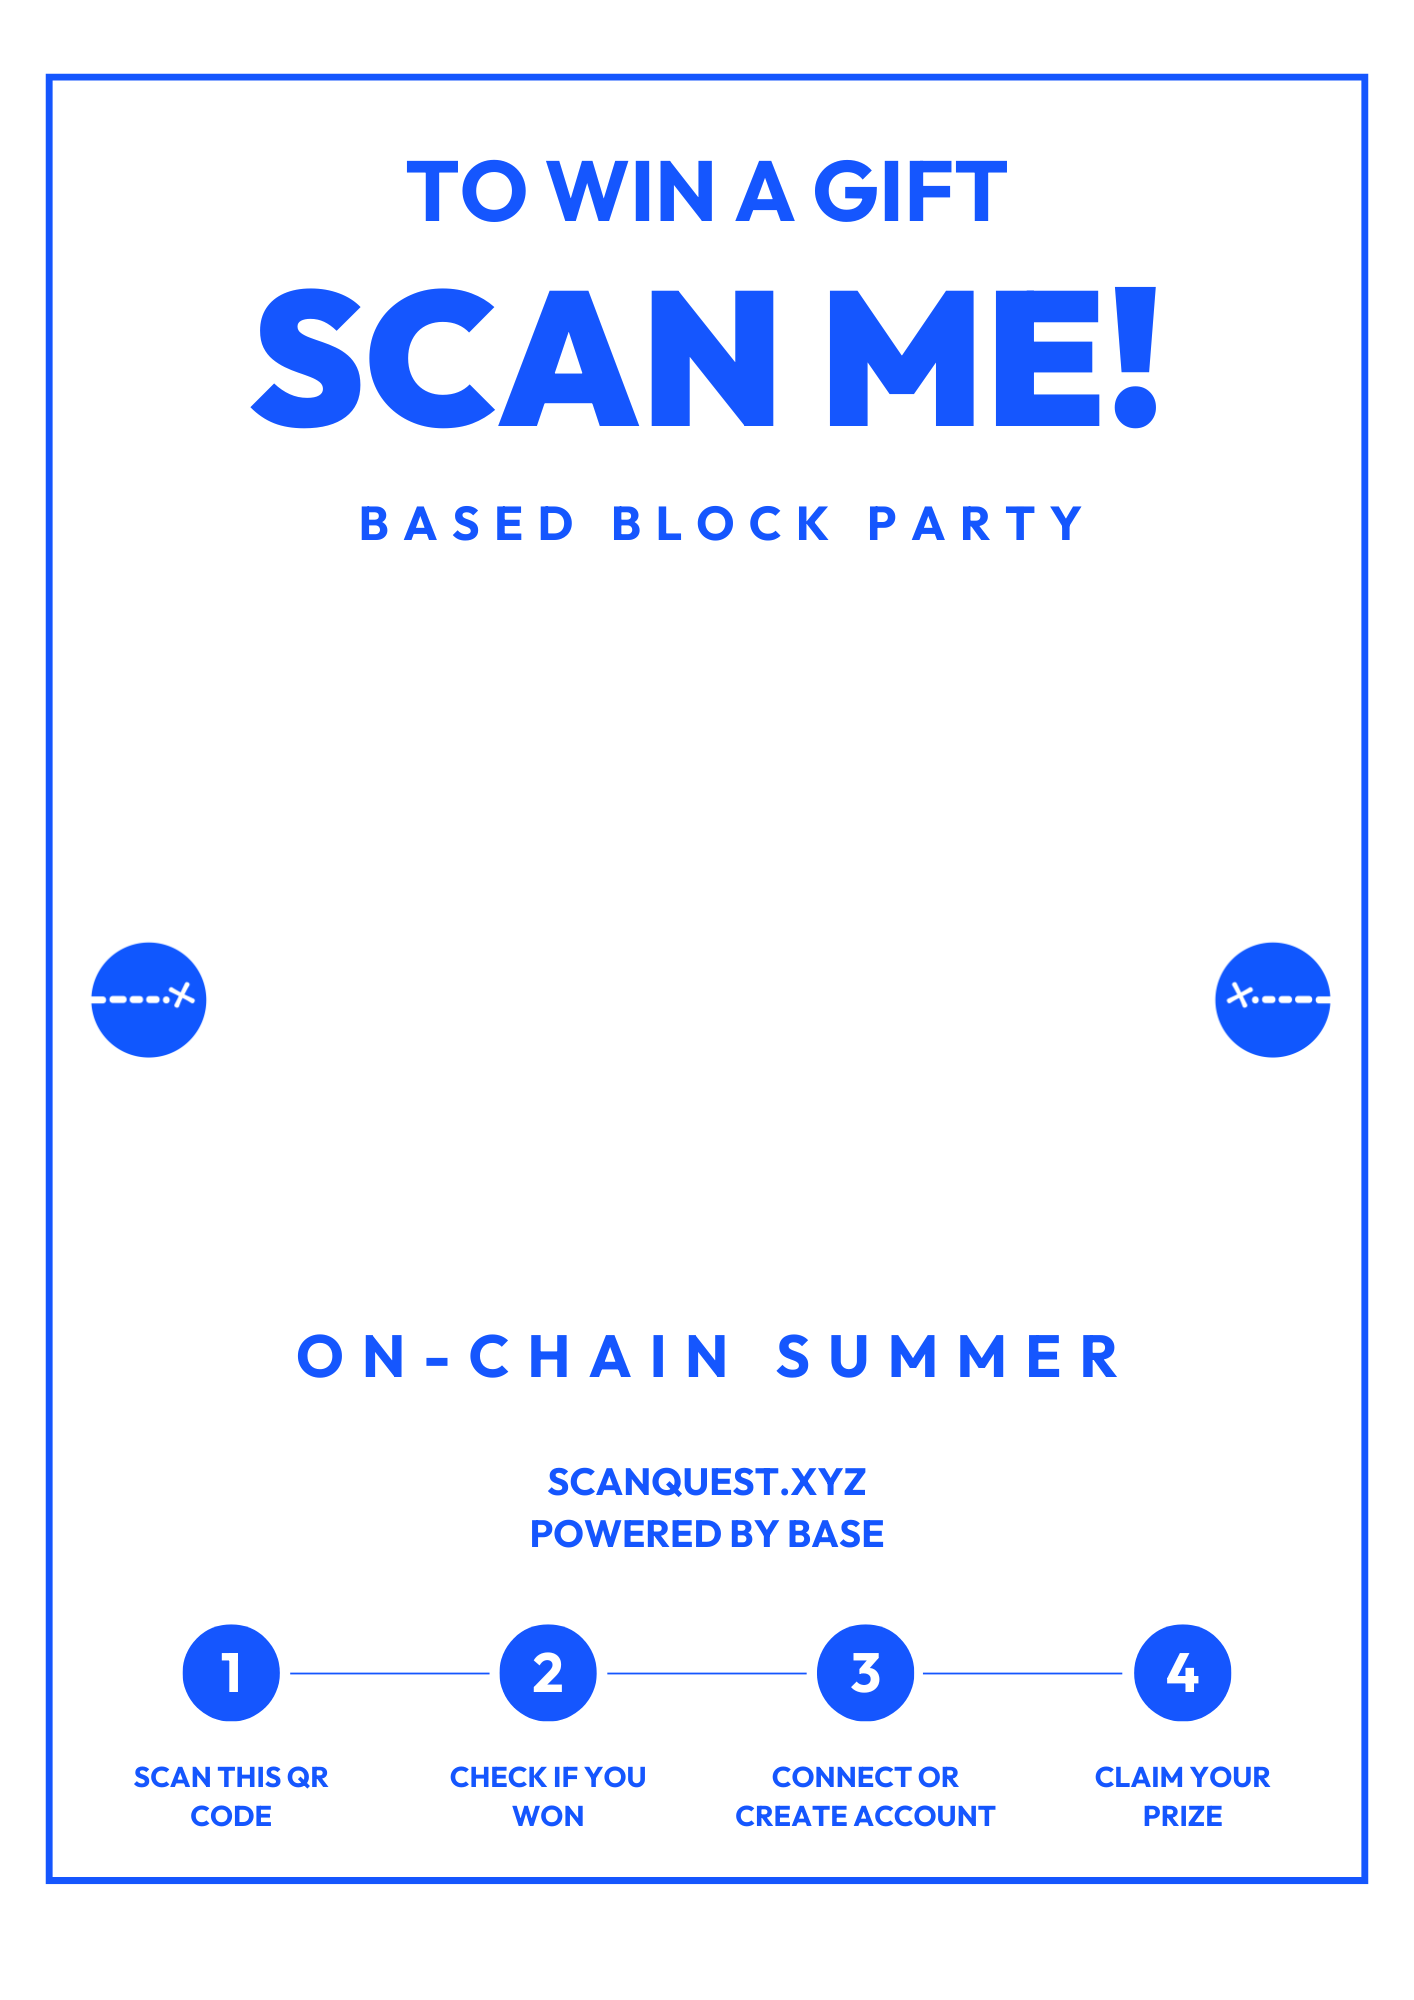 TO WIN A GIFT
SCAN ME!
BASED BLOCK PARTY
ON-CHAIN SUMMER
SCANQUEST.XYZ
POWERED BY BASE
1
2
3
4
SCAN THIS QR
CODE
CHECK IF YOU
WON
CONNECT OR
CREATE ACCOUNT
CLAIM YOUR
PRIZE